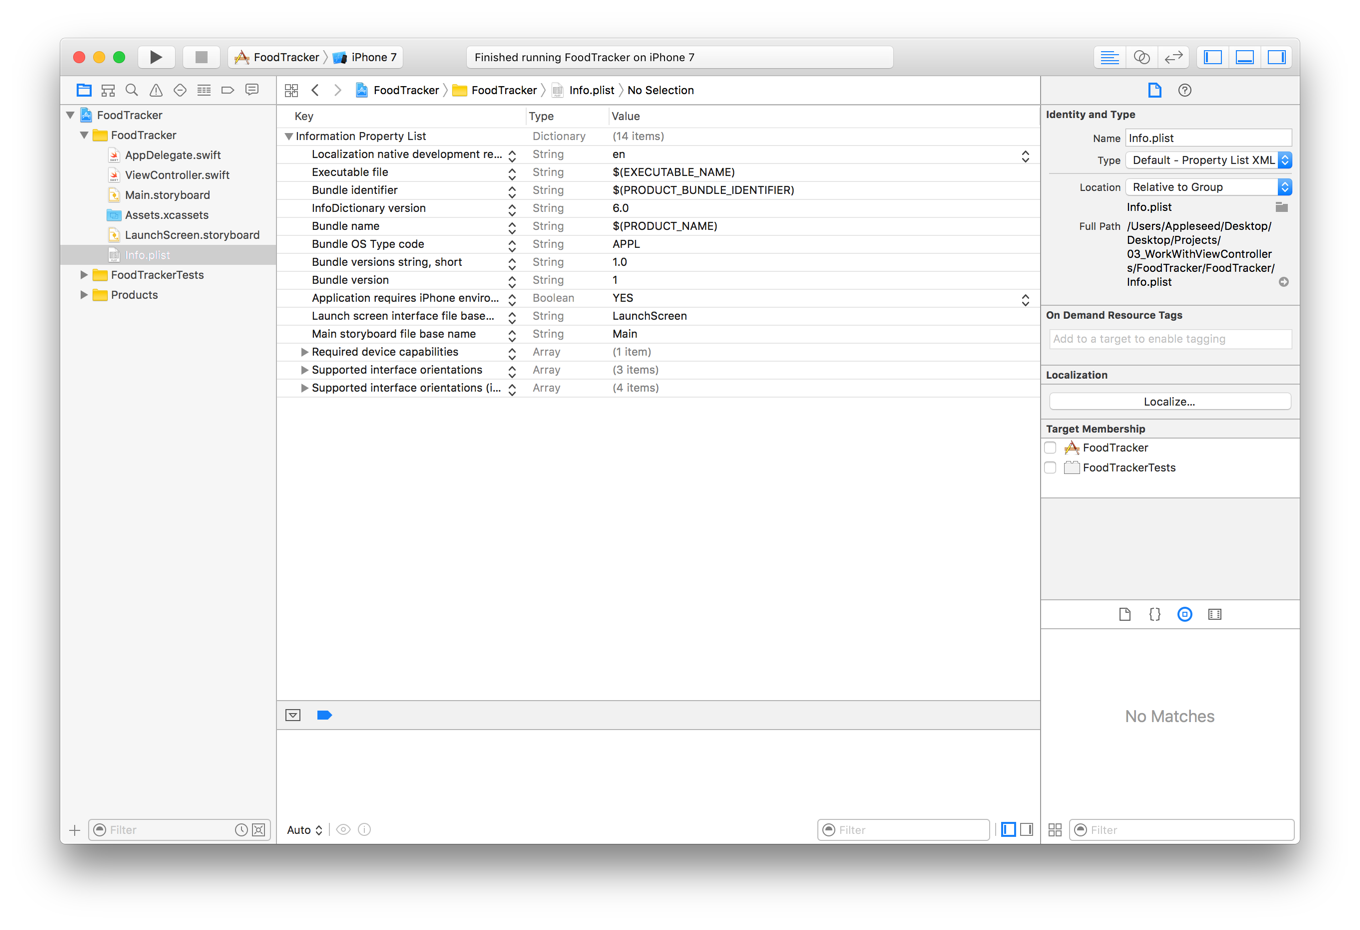 FoodTracker
iPhone 7
Finished running FoodTracker on iPhone 7
FoodTracker
FoodTracker
Info.plist
No Selection
FoodTracker
FoodTracker
AppDelegate.swift
ViewController.swift
Main.storyboard
Assets.xcassets
LaunchScreen.storyboard
Info.plist
FoodTrackerTests
Products
Filter
Key Type Value
Information Property List Dictionary (14 items)
Localization native development re... String en
Executable file String $(EXECUTABLE_NAME)
Bundle identifier String $(PRODUCT_BUNDLE_IDENTIFIER)
InfoDictionary version String 6.0
Bundle name String $(PRODUCT_NAME)
Bundle OS Type code String APPL
Bundle versions string, short String 1.0
Bundle version String 1
Application requires iPhone enviro... Boolean YES
Launch screen interface file base... String LaunchScreen
Main storyboard file base name String Main
Required device capabilities Array (1 item)
Supported interface orientations Array (3 items)
Supported interface orientations (i... Array (4 items)
Auto
Filter
Identity and Type
Name Info.plist
Type Default - Property List XML
Location Relative to Group
Info.plist
Full Path /Users/Appleseed/Desktop/
Desktop/Projects/
03_WorkWithViewController
s/FoodTracker/FoodTracker/
Info.plist
On Demand Resource Tags
Add to a target to enable tagging
Localization
Localize...
Target Membership
FoodTracker
FoodTrackerTests
{}
No Matches
Filter